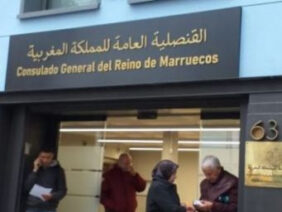 القنصلية العامة للمملكة المغربية
Consulado General del Reino de Marruecos
63